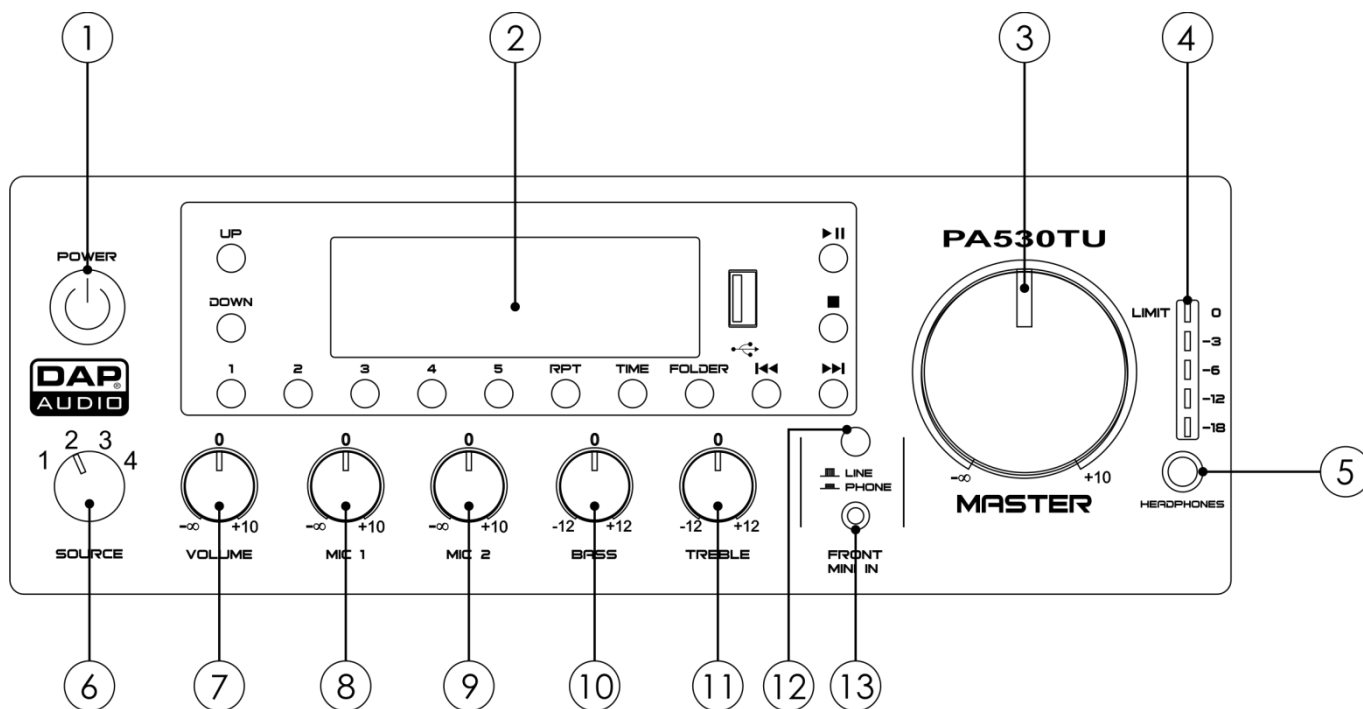 1 2 3 4
POWER
UP
DOWN
1 2 3 4 5 RPT TIME FOLDER
DAP®
AUDIO
PA530TU
LIMIT 0
-3
-6
-12
-18
-∞ +10
MASTER
HEADPHONES
5
1 2 3 4
SOURCE
0
-∞ +10
VOLUME
0
-∞ +10
MIC 1
0
-∞ +10
MIC 2
0
-12 +12
BASS
0
-12 +12
TREBLE
LINE
PHONE
FRONT
MINI IN
6 7 8 9 10 11 12 13